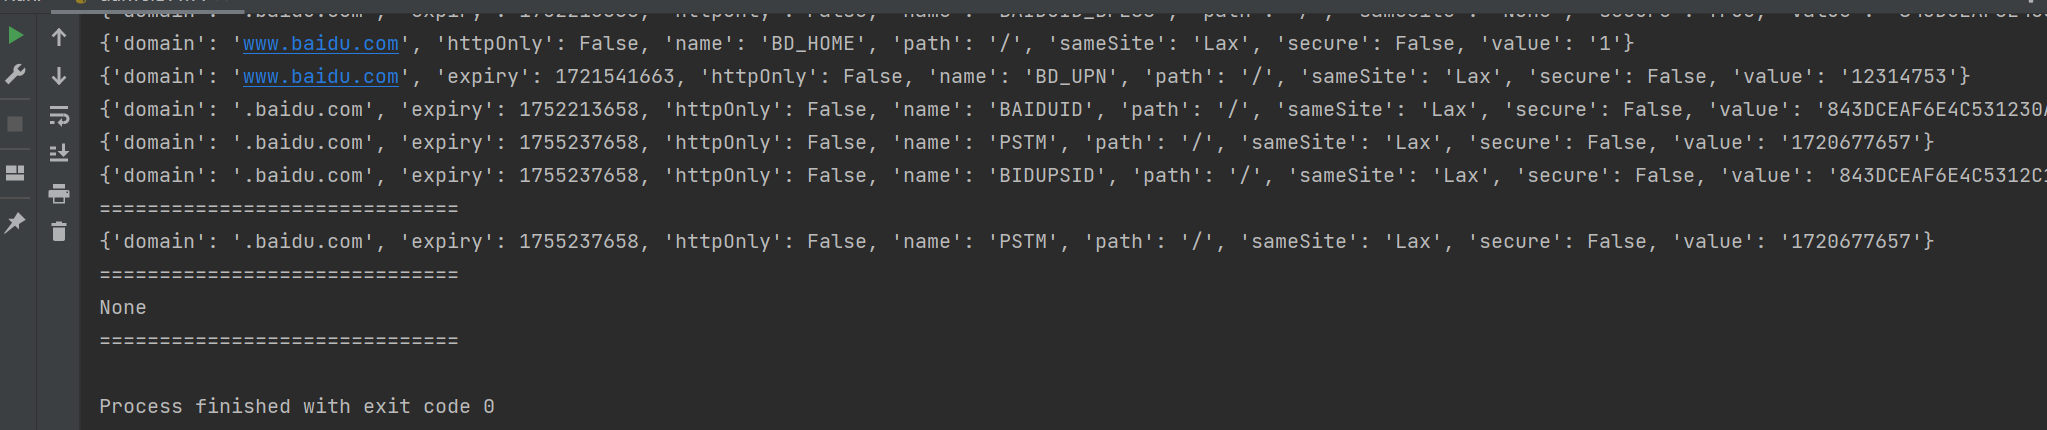 {'domain': 'www.baidu.com', 'httpOnly': False, 'name': 'BD_HOME', 'path': '/', 'sameSite': 'Lax', 'secure': False, 'value': '1'}
{'domain': 'www.baidu.com', 'expiry': 1721541663, 'httpOnly': False, 'name': 'BD_UPN', 'path': '/', 'sameSite': 'Lax', 'secure': False, 'value': '12314753'}
{'domain': '.baidu.com', 'expiry': 1752213658, 'httpOnly': False, 'name': 'BAIDUID', 'path': '/', 'sameSite': 'Lax', 'secure': False, 'value': '843DCEAF6E4C531230A
{'domain': '.baidu.com', 'expiry': 1755237658, 'httpOnly': False, 'name': 'PSTM', 'path': '/', 'sameSite': 'Lax', 'secure': False, 'value': '1720677657'}
{'domain': '.baidu.com', 'expiry': 1755237658, 'httpOnly': False, 'name': 'BIDUPSID', 'path': '/', 'sameSite': 'Lax', 'secure': False, 'value': '843DCEAF6E4C5312C1
==============================
{'domain': '.baidu.com', 'expiry': 1755237658, 'httpOnly': False, 'name': 'PSTM', 'path': '/', 'sameSite': 'Lax', 'secure': False, 'value': '1720677657'}
==============================
None
==============================
Process finished with exit code 0